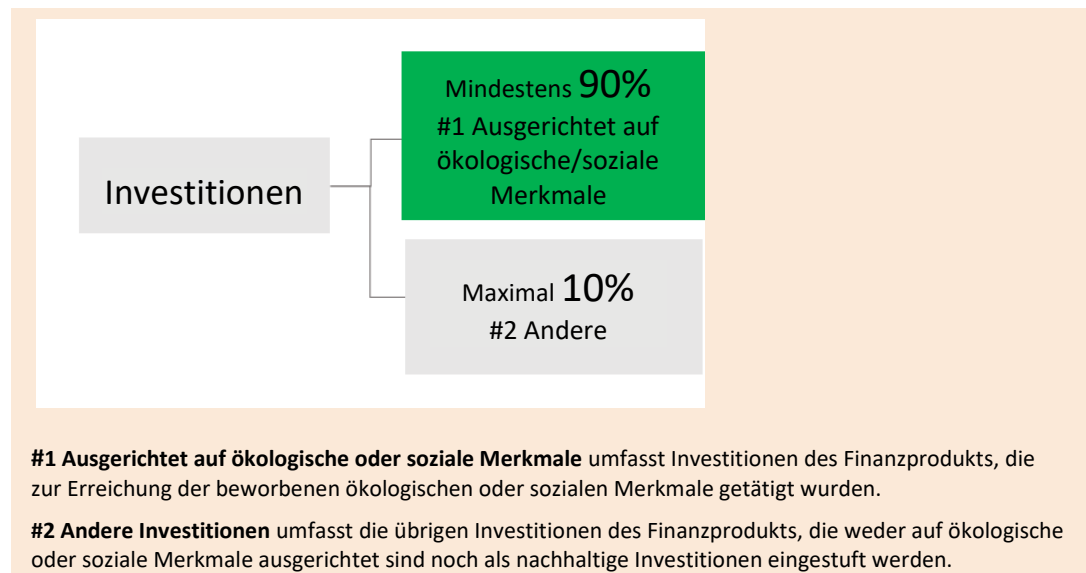 Mindestens 90%
#1 Ausgerichtet auf
ökologische/soziale
Merkmale
Investitionen
Maximal 10%
#2 Andere
#1 Ausgerichtet auf ökologische oder soziale Merkmale umfasst Investitionen des Finanzprodukts, die
zur Erreichung der beworbenen ökologischen oder sozialen Merkmale getätigt wurden.
#2 Andere Investitionen umfasst die übrigen Investitionen des Finanzprodukts, die weder auf ökologische
oder soziale Merkmale ausgerichtet sind noch als nachhaltige Investitionen eingestuft werden.